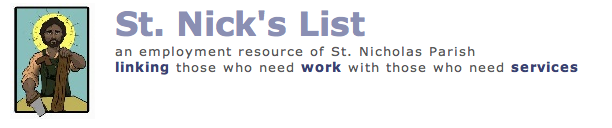 St. Nick's List
an employment resource of St. Nicholas Parish
linking those who need work with those who need services